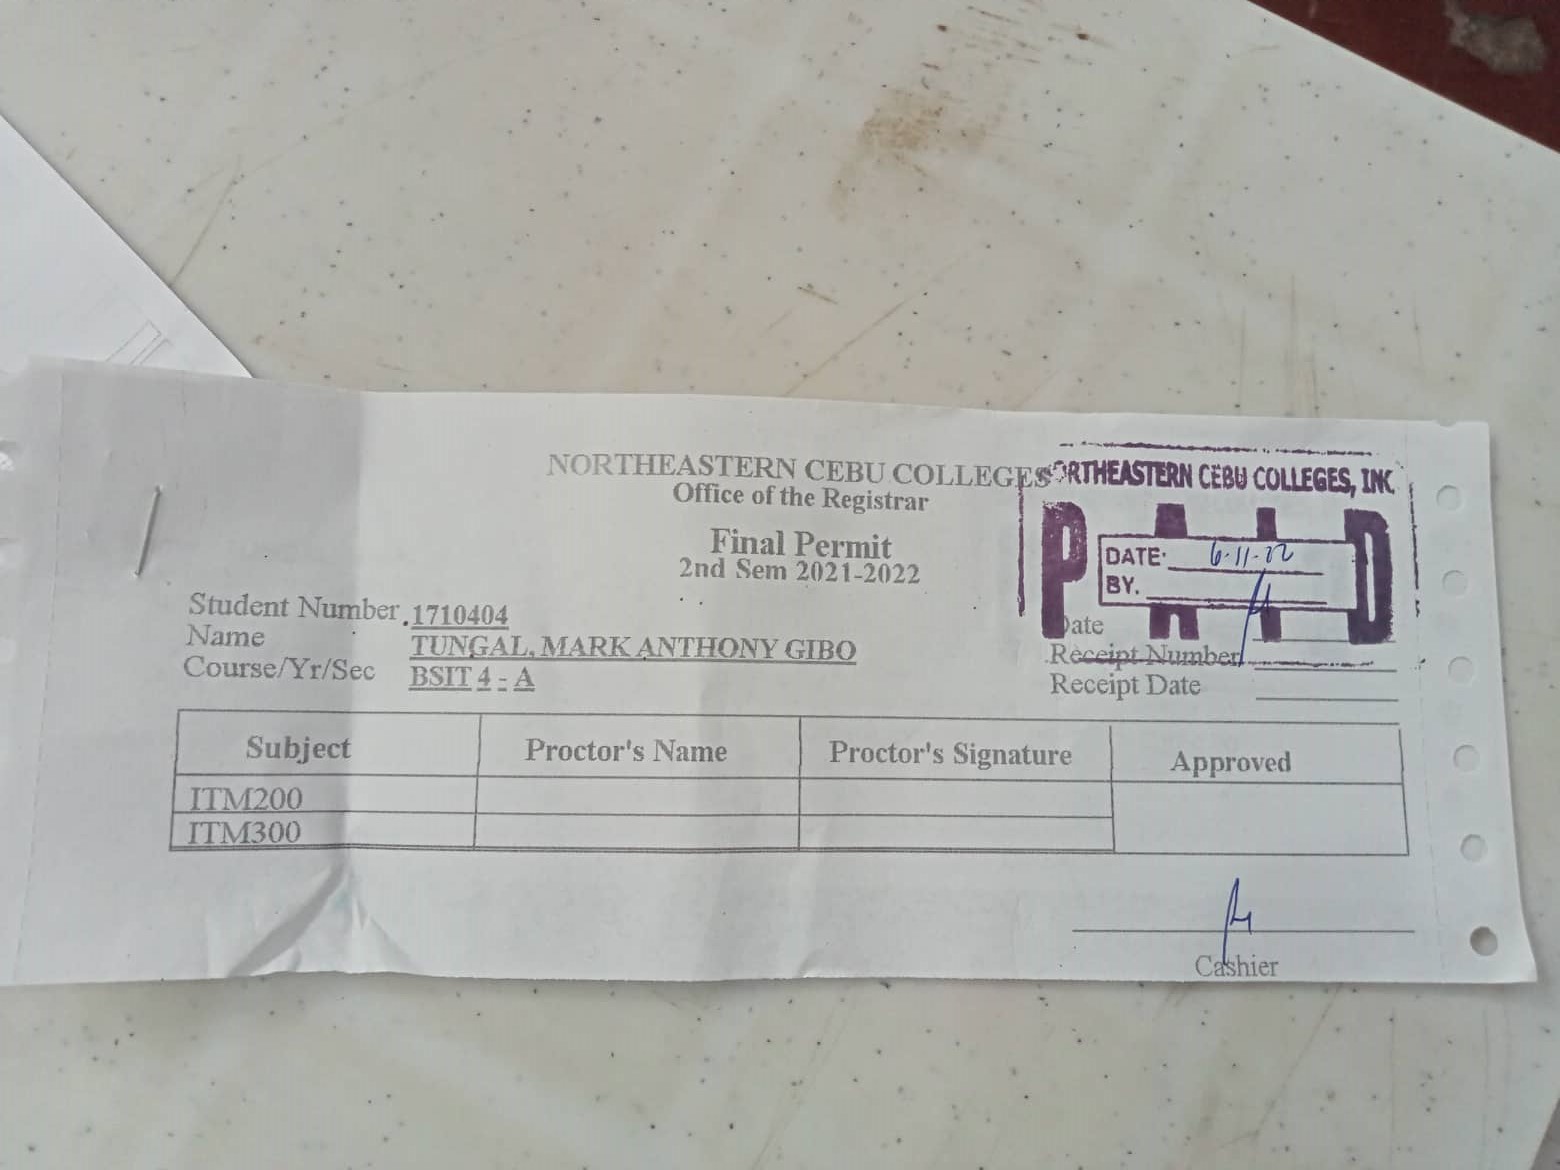 NORTHEASTERN CEBU COLLEGES
Office of the Registrar
Final Permit
2nd Sem 2021-2022
ORTHEASTERN CEBU COLLEGES, INC.
PAID
DATE: 6-11-22
BY.
Student Number 1710404
Name TUNGAL, MARK ANTHONY GIBO
Course/Yr/Sec BSIT 4 - A
Date
Receipt Number
Receipt Date
Subject Proctor's Name Proctor's Signature Approved
ITM200
ITM300
Cashier